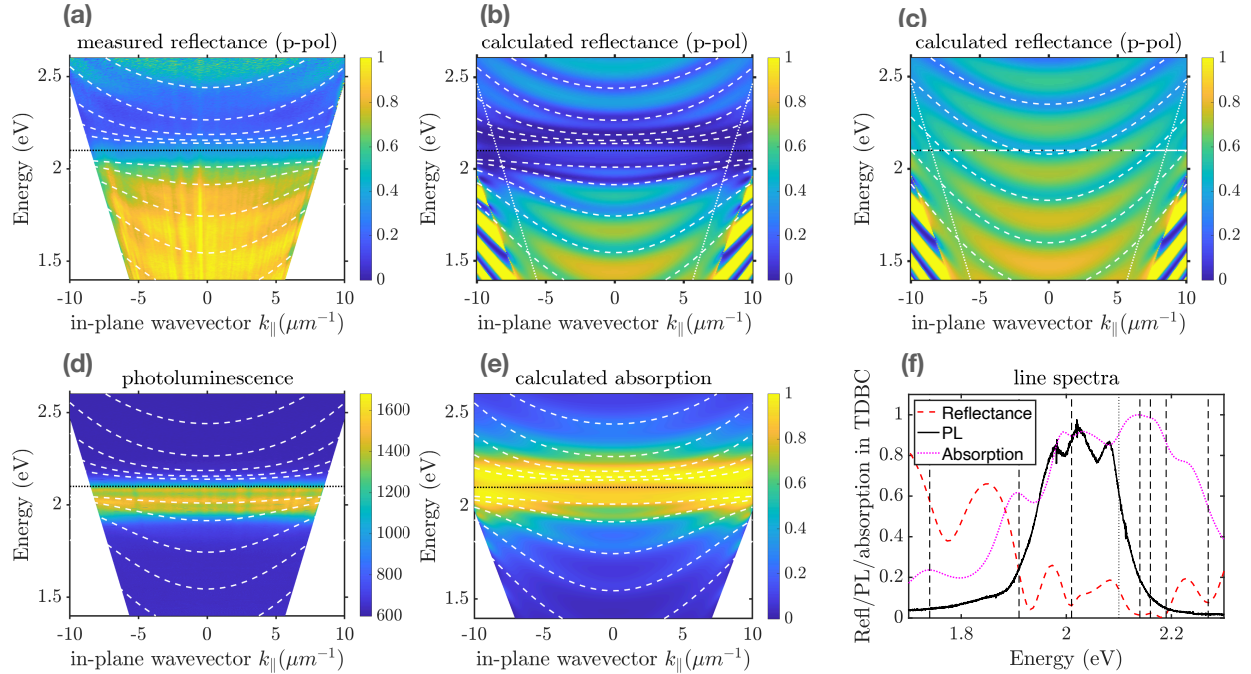 (a)
measured reflectance (p-pol)
2.5
2
1.5
Energy (eV)
-10 -5 0 5 10
in-plane wavevector k∥(μm⁻¹)
1
0.8
0.6
0.4
0.2
0
(b)
calculated reflectance (p-pol)
2.5
2
1.5
Energy (eV)
-10 -5 0 5 10
in-plane wavevector k∥(μm⁻¹)
1
0.8
0.6
0.4
0.2
0
(c)
calculated reflectance (p-pol)
2.5
2
1.5
Energy (eV)
-10 -5 0 5 10
in-plane wavevector k∥(μm⁻¹)
1
0.8
0.6
0.4
0.2
0
(d)
photoluminescence
2.5
2
1.5
Energy (eV)
-10 -5 0 5 10
in-plane wavevector k∥(μm⁻¹)
1600
1400
1200
1000
800
600
(e)
calculated absorption
2.5
2
1.5
Energy (eV)
-10 -5 0 5 10
in-plane wavevector k∥(μm⁻¹)
1
0.8
0.6
0.4
0.2
0
(f)
line spectra
Reflectance
PL
Absorption
1
0.8
0.6
0.4
0.2
0
Refl/PL/absorption in TDBC
1.8 2 2.2
Energy (eV)